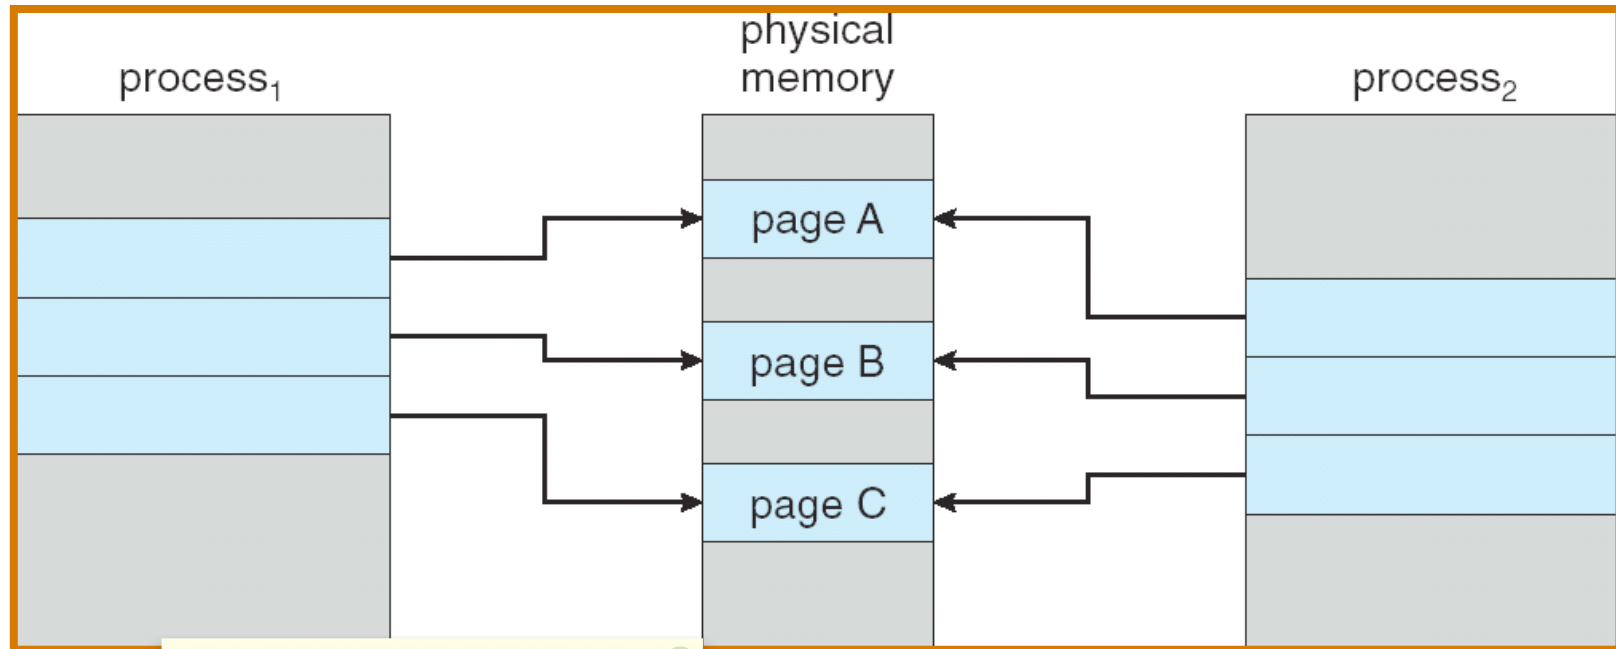 physical
memory
process₁
process₂
page A
page B
page C